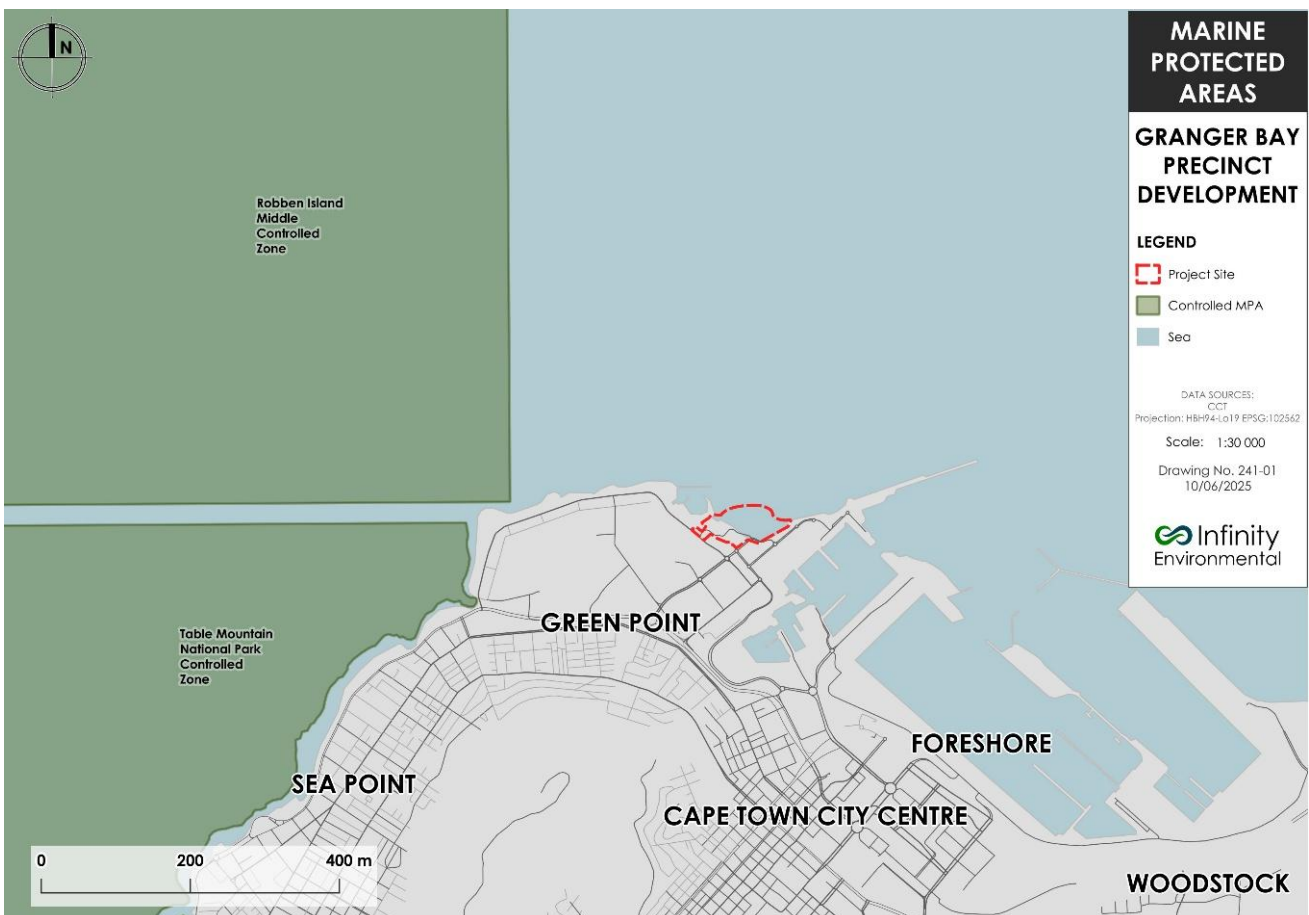 N
MARINE
PROTECTED
AREAS
GRANGER BAY
PRECINCT
DEVELOPMENT
LEGEND
Project Site
Controlled MPA
Sea
DATA SOURCES:
CCT
Projection: HBH94-Lo19 EPSG:102562
Scale: 1:30 000
Drawing No. 241-01
10/06/2025
Infinity
Environmental
Robben Island
Middle
Controlled
Zone
Table Mountain
National Park
Controlled
Zone
GREEN POINT
SEA POINT
FORESHORE
CAPE TOWN CITY CENTRE
WOODSTOCK
0 200 400 m